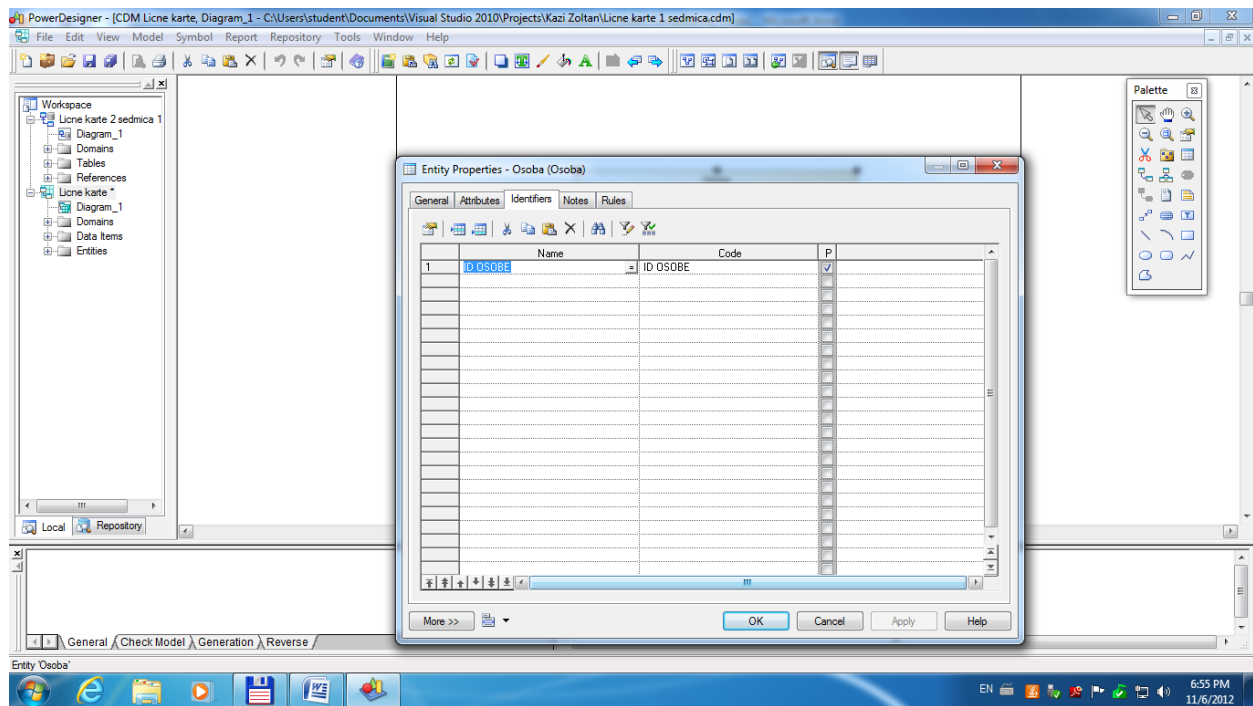 PowerDesigner - [CDM Licne karte, Diagram_1 - C:\Users\student\Documents\Visual Studio 2010\Projects\Kazi Zoltan\Licne karte 1 sedmica.cdm]
File Edit View Model Symbol Report Repository Tools Window Help
Workspace
Licne karte 2 sedmica 1
Diagram_1
Domains
Tables
References
Licne karte *
Diagram_1
Domains
Data Items
Entities
Local Repository
Palette
Entity Properties - Osoba (Osoba)
General Attributes Identifiers Notes Rules
Name Code P
1 ID OSOBE = ID OSOBE
More >> OK Cancel Apply Help
General Check Model Generation Reverse
Entity 'Osoba'
EN 6:55 PM
11/6/2012